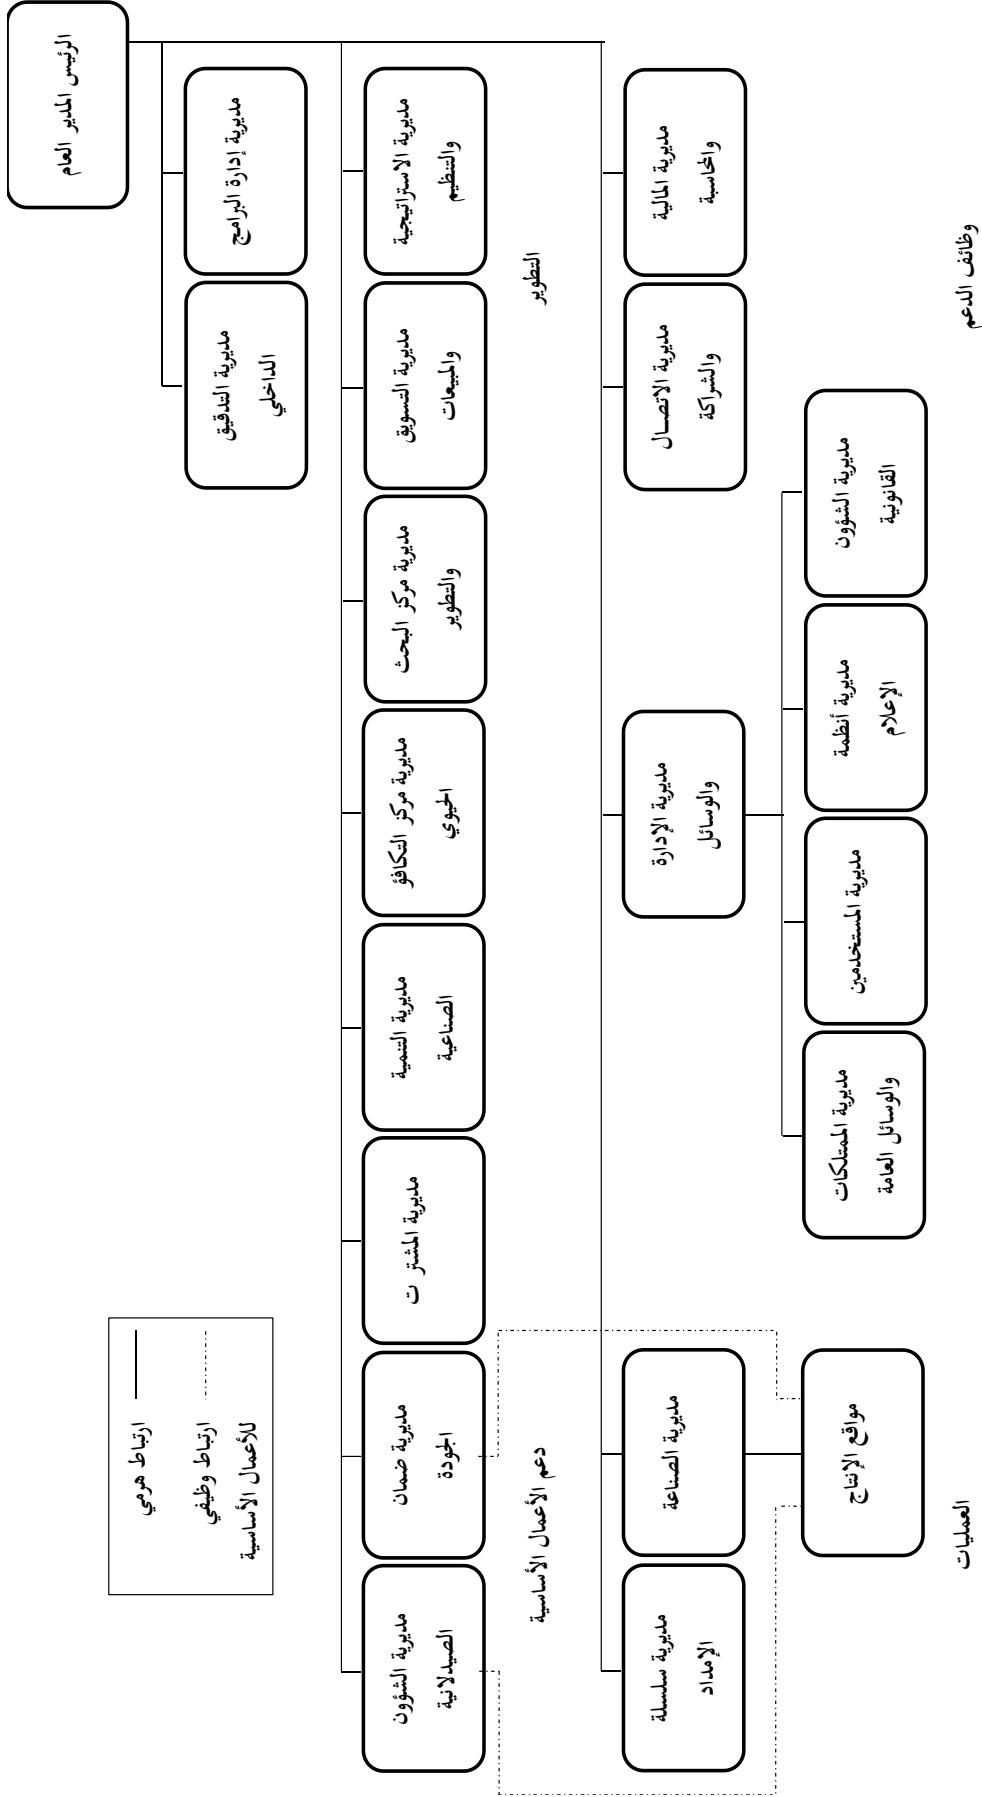 الرئيس المدير العام
مديرية إدارة البرامج
مديرية التدقيق
الداخلي
مديرية الاستراتيجية
والتنظيم
مديرية التسويق
والمبيعات
مديرية مركز البحث
والتطوير
مديرية مركز التكافؤ
الحيوي
مديرية التنمية
الصناعية
مديرية المشتر ت
مديرية ضمان
الجودة
مديرية الشؤون
الصيدلانية
التطوير
دعم الأعمال الأساسية
مديرية المالية
والمحاسبة
مديرية الاتصال
والشراكة
مديرية الإدارة
والوسائل
مديرية الصناعة
مديرية سلسلة
الإمداد
مديرية الشؤون
القانونية
مديرية أنظمة
الإعلام
مديرية المستخدمين
مديرية الممتلكات
والوسائل العامة
مواقع الإنتاج
وظائف الدعم
العمليات
ارتباط هرمي
ارتباط وظيفي
للأعمال الأساسية